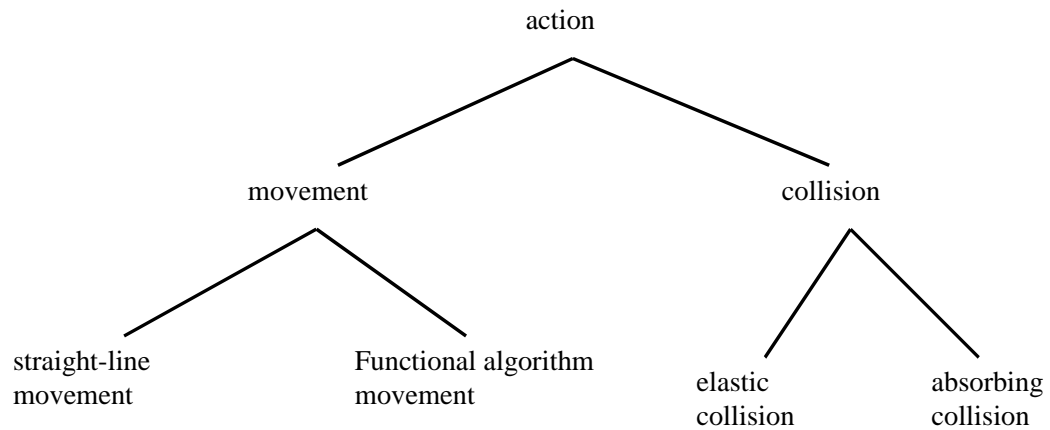 action
movement
collision
straight-line
movement
Functional algorithm
movement
elastic
collision
absorbing
collision